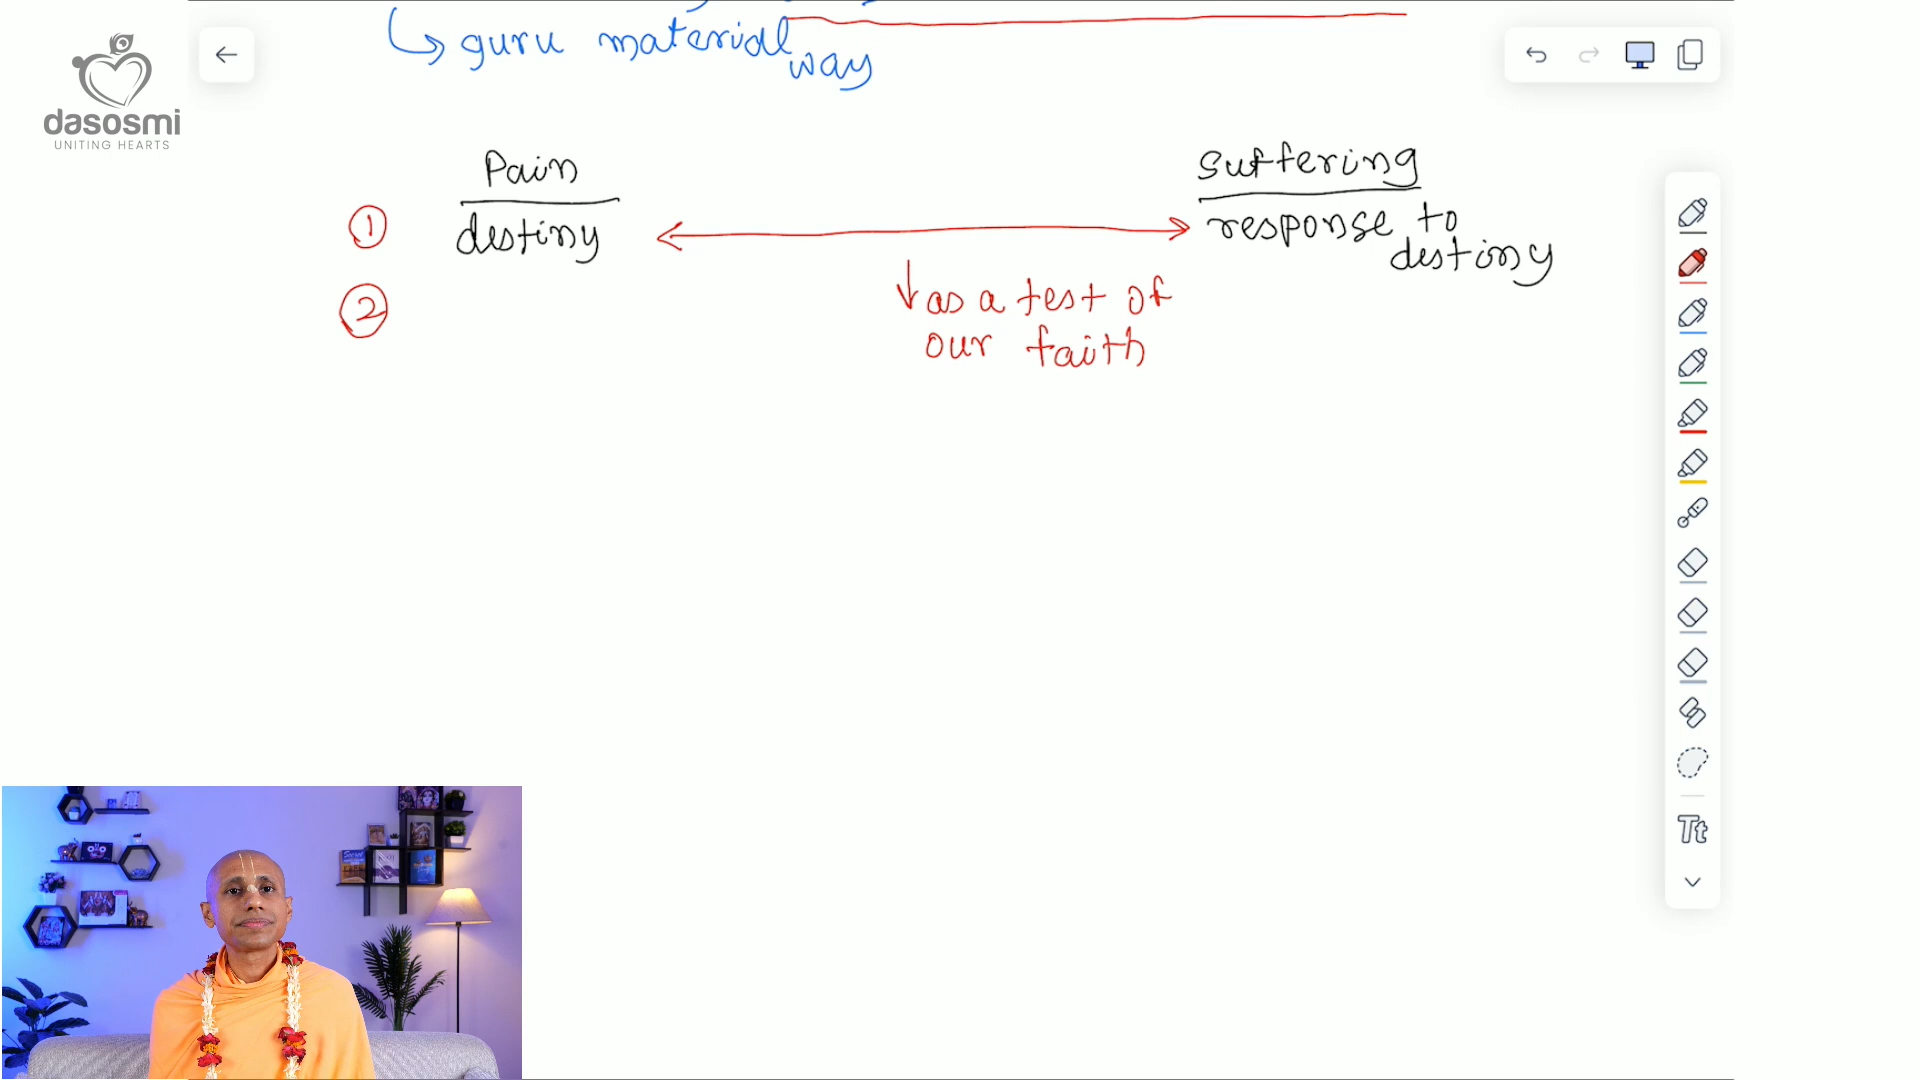 ↳ guru material
way
dasosmi
UNITING HEARTS
Pain
Suffering
① destiny
response to
destiny
② ↓ as a test of
our faith
Tt